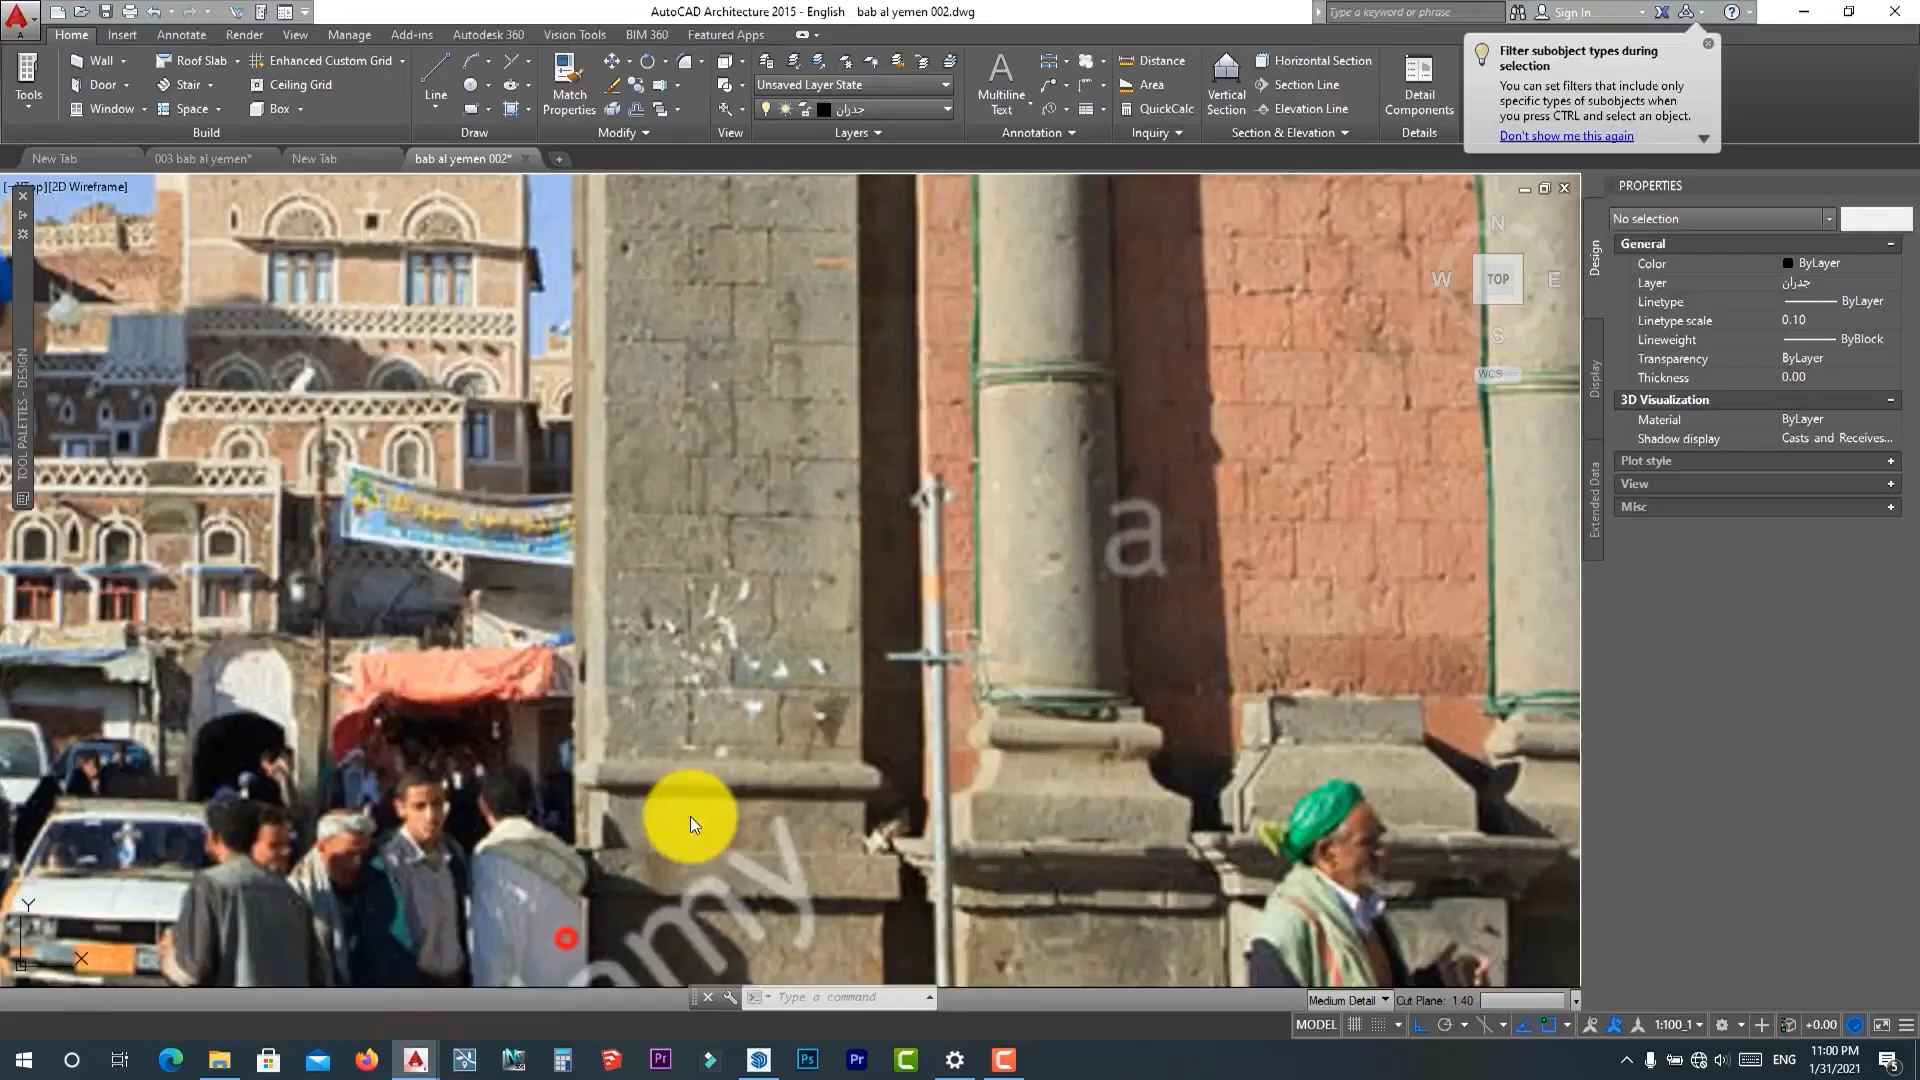 AutoCAD Architecture 2015 - English bab al yemen 002.dwg
Type a keyword or phrase
Sign In
Home Insert Annotate Render View Manage Add-ins Autodesk 360 Vision Tools BIM 360 Featured Apps
Tools
Wall
Door
Window
Roof Slab
Stair
Space
Enhanced Custom Grid
Ceiling Grid
Box
Build
Line
Draw
Match Properties
Modify
View
Unsaved Layer State
جدران
Layers
Multiline Text
Annotation
Distance
Area
QuickCalc
Inquiry
Vertical Section
Horizontal Section
Section Line
Elevation Line
Section & Elevation
Detail Components
Details
Filter subobject types during selection
You can set filters that include only
specific types of subobjects when
you press CTRL and select an object.
Don't show me this again
New Tab
003 bab al yemen*
New Tab
bab al yemen 002*
[−][Top][2D Wireframe]
TOOL PALETTES - DESIGN
N
W TOP E
S
WCS
a
amy
Y
X
PROPERTIES
No selection
Design
Display
Extended Data
General
Color ByLayer
Layer جدران
Linetype ByLayer
Linetype scale 0.10
Lineweight ByBlock
Transparency ByLayer
Thickness 0.00
3D Visualization
Material ByLayer
Shadow display Casts and Receives...
Plot style
View
Misc
Type a command
Medium Detail Cut Plane: 1.40
MODEL 1:100_1 +0.00
ENG
11:00 PM
1/31/2021
5